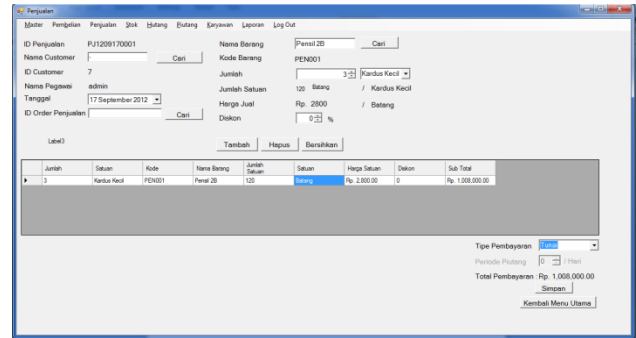 Penjualan
Master Pembelian Penjualan Stok Hutang Piutang Karyawan Laporan Log Out
ID Penjualan PJ1209170001 Nama Barang Pensil 2B Cari
Nama Customer - Cari Kode Barang PEN001
ID Customer 7 Jumlah 3 Kardus Kecil
Nama Pegawai admin Jumlah Satuan 120 Batang / Kardus Kecil
Tanggal 17 September 2012 Harga Jual Rp. 2800 / Batang
ID Order Penjualan Cari Diskon 0 %
Label3 Tambah Hapus Bersihkan
Jumlah Satuan Kode Nama Barang Jumlah Satuan Satuan Harga Satuan Diskon Sub Total
3 Kardus Kecil PEN001 Pensil 2B 120 Batang Rp. 2,800.00 0 Rp. 1,008,000.00
Tipe Pembayaran Tunai
Periode Piutang 0 / Hari
Total Pembayaran : Rp. 1,008,000.00
Simpan
Kembali Menu Utama